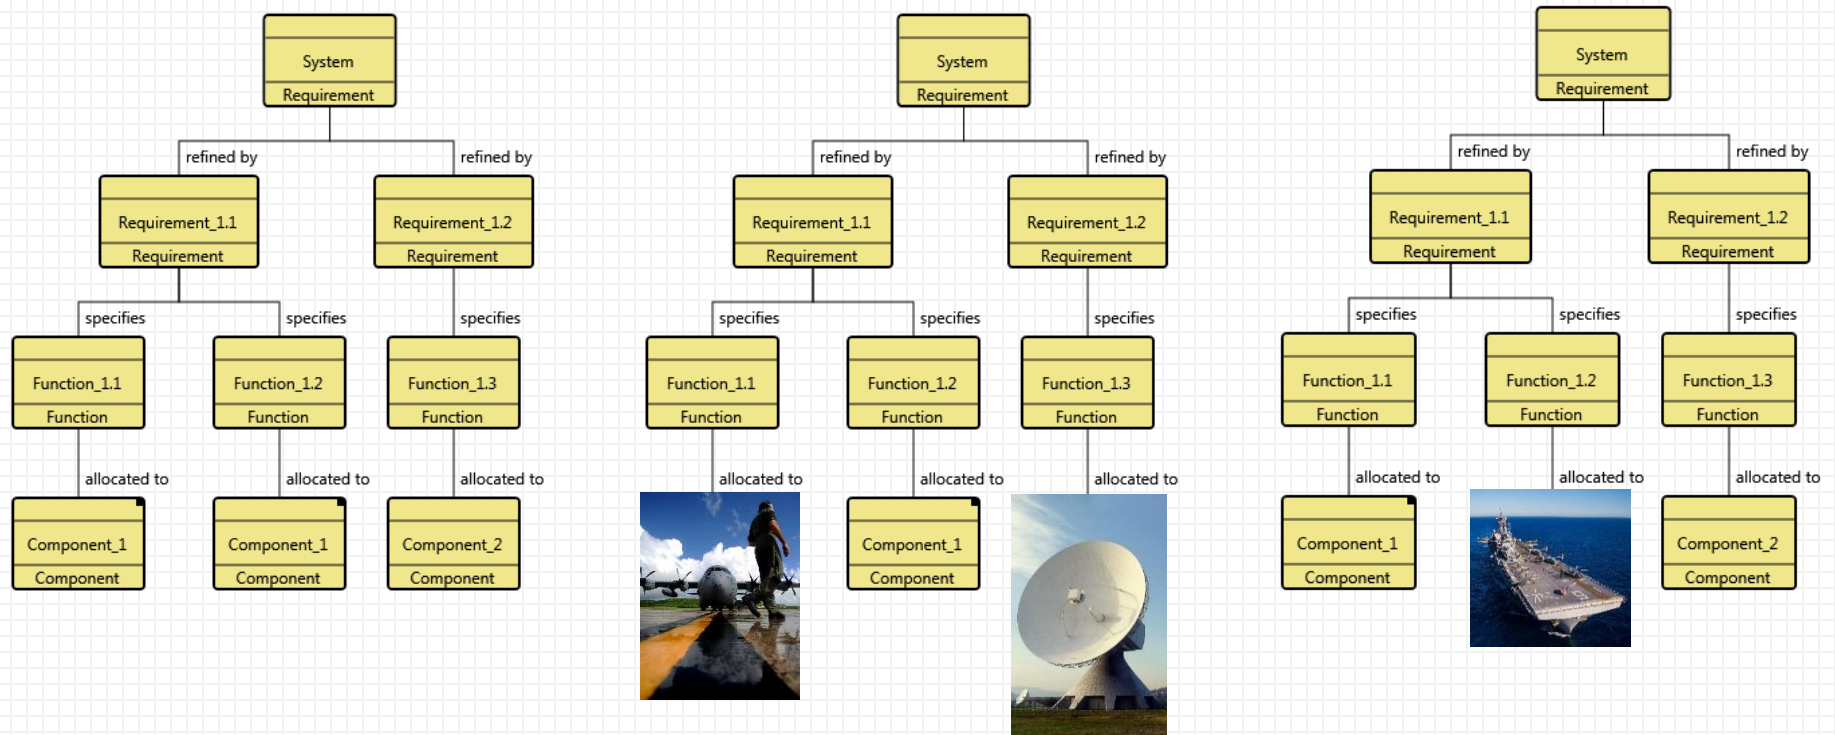 System
Requirement
refined by
refined by
Requirement_1.1
Requirement
Requirement_1.2
Requirement
specifies
specifies
specifies
Function_1.1
Function
Function_1.2
Function
Function_1.3
Function
allocated to
allocated to
allocated to
Component_1
Component
Component_1
Component
Component_2
Component
System
Requirement
refined by
refined by
Requirement_1.1
Requirement
Requirement_1.2
Requirement
specifies
specifies
specifies
Function_1.1
Function
Function_1.2
Function
Function_1.3
Function
allocated to
allocated to
allocated to
Component_1
Component
System
Requirement
refined by
refined by
Requirement_1.1
Requirement
Requirement_1.2
Requirement
specifies
specifies
specifies
Function_1.1
Function
Function_1.2
Function
Function_1.3
Function
allocated to
allocated to
allocated to
Component_1
Component
Component_2
Component